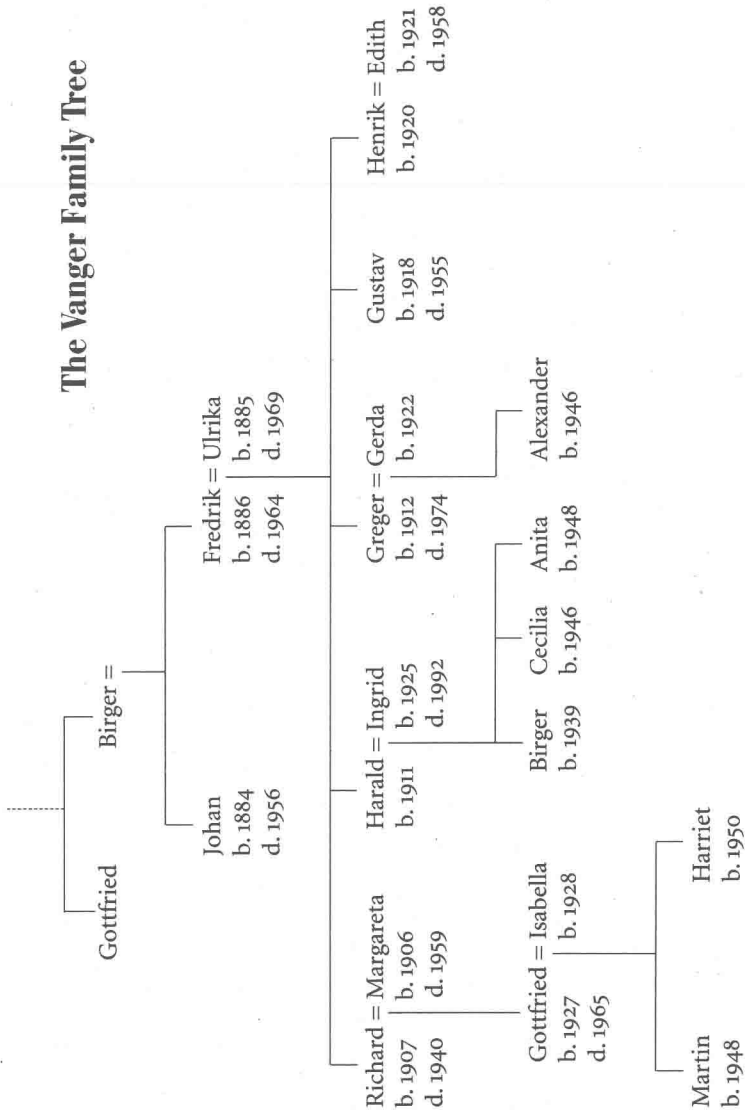 The Vanger Family Tree
Gottfried
Birger =
Johan
b. 1884
d. 1956
Fredrik = Ulrika
b. 1886 b. 1885
d. 1964 d. 1969
Richard = Margareta
b. 1907 b. 1906
d. 1940 d. 1959
Harald = Ingrid
b. 1911 b. 1925
d. 1992
Greger = Gerda
b. 1912 b. 1922
d. 1974
Gustav
b. 1918
d. 1955
Henrik = Edith
b. 1920 b. 1921
d. 1958
Gottfried = Isabella
b. 1927 b. 1928
d. 1965
Birger
b. 1939
Cecilia
b. 1946
Anita
b. 1948
Alexander
b. 1946
Martin
b. 1948
Harriet
b. 1950